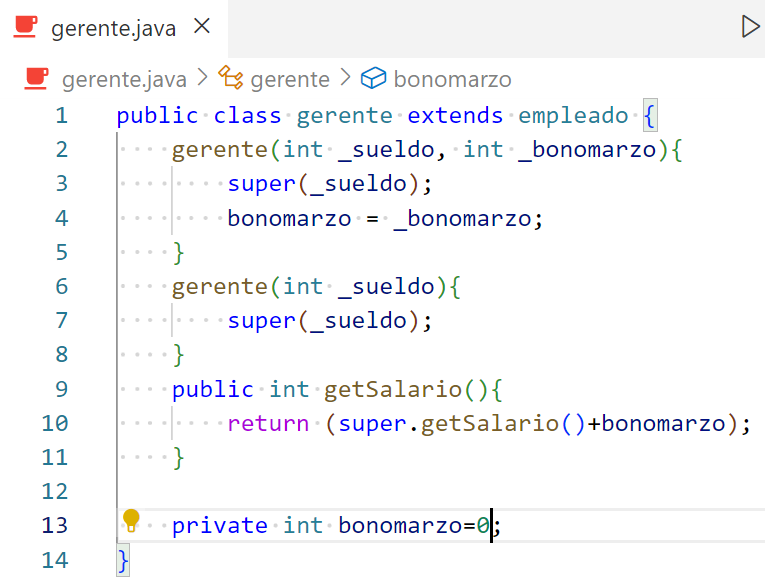 gerente.java
gerente.java > gerente > bonomarzo
1 public class gerente extends empleado {
2     gerente(int _sueldo, int _bonomarzo){
3         super(_sueldo);
4         bonomarzo = _bonomarzo;
5     }
6     gerente(int _sueldo){
7         super(_sueldo);
8     }
9     public int getSalario(){
10         return (super.getSalario()+bonomarzo);
11     }
12
13     private int bonomarzo=0;
14 }